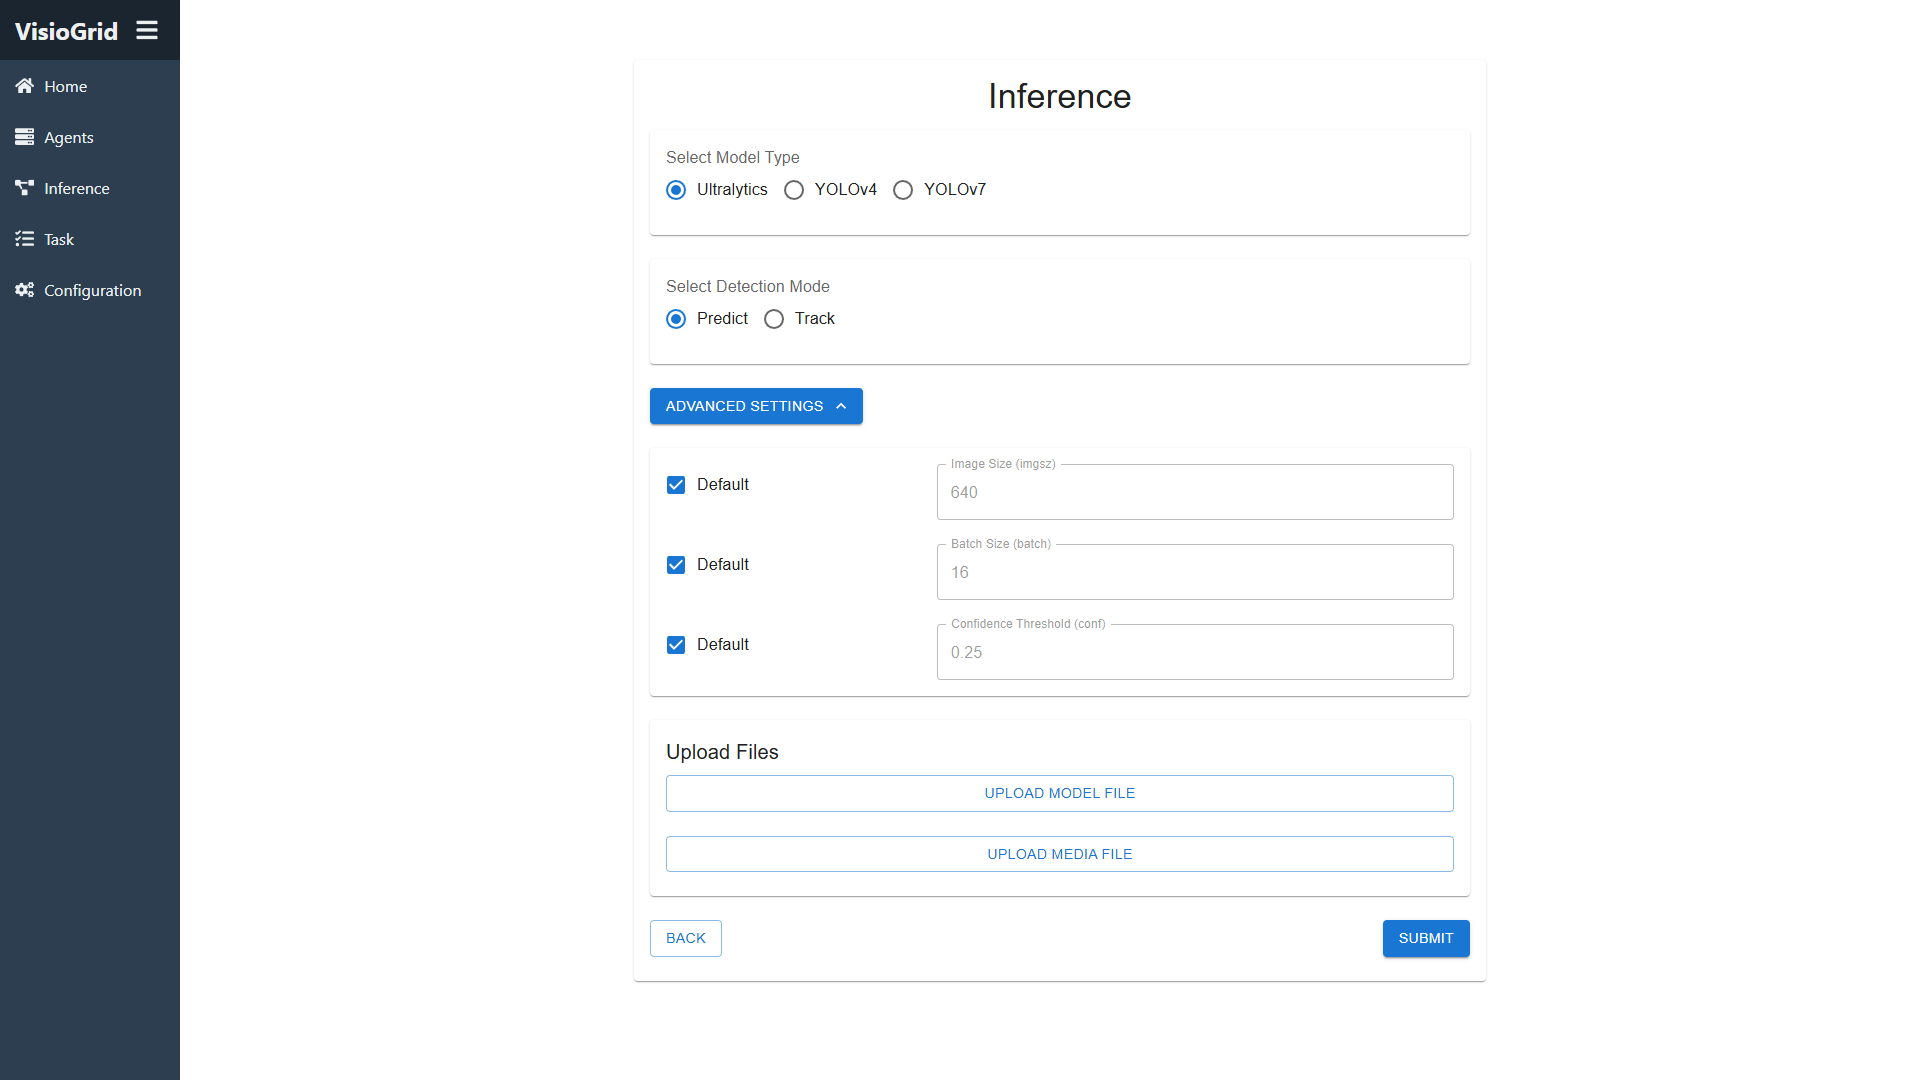 VisioGrid
Home
Agents
Inference
Task
Configuration
Inference
Select Model Type
Ultralytics YOLOv4 YOLOv7
Select Detection Mode
Predict Track
ADVANCED SETTINGS
Default
Image Size (imgsz)
640
Default
Batch Size (batch)
16
Default
Confidence Threshold (conf)
0.25
Upload Files
UPLOAD MODEL FILE
UPLOAD MEDIA FILE
BACK
SUBMIT